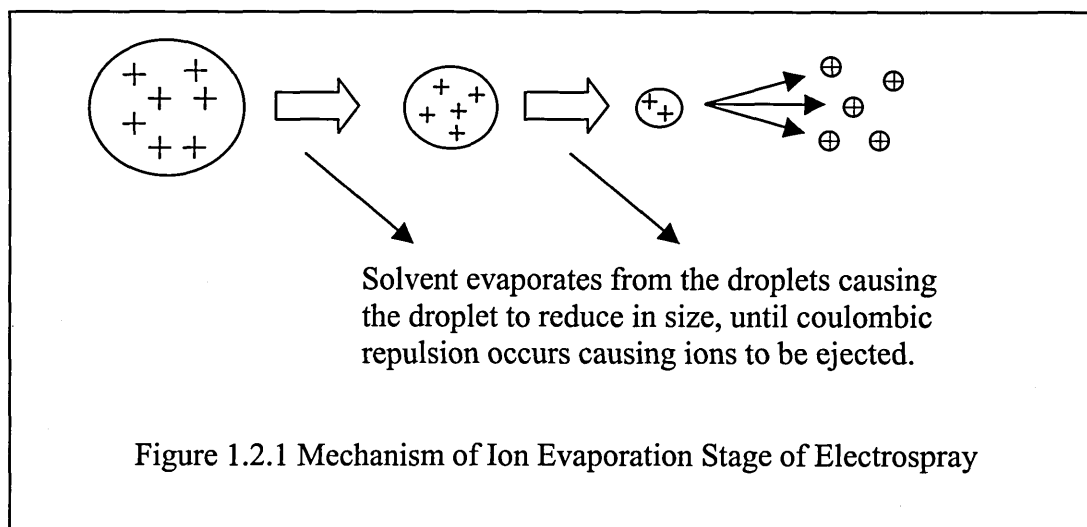 Solvent evaporates from the droplets causing
the droplet to reduce in size, until coulombic
repulsion occurs causing ions to be ejected.
Figure 1.2.1 Mechanism of Ion Evaporation Stage of Electrospray